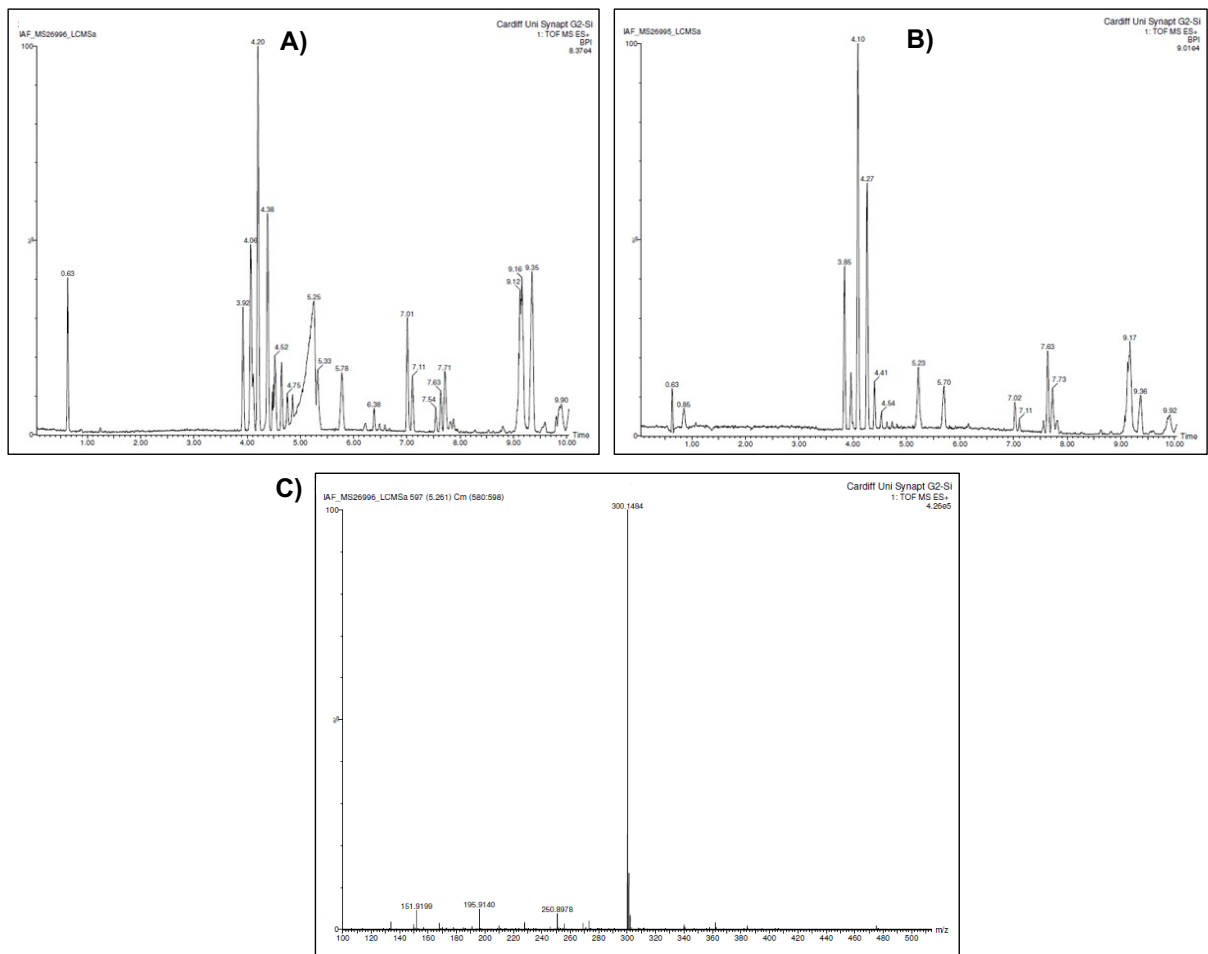 A)
IAF_MS26996_LCMSa
Cardiff Uni Synapt G2-Si
1: TOF MS ES+
BPI
8.37e4
100
%
0
0.63
3.92
4.06
4.20
4.38
4.52
4.75
5.25
5.33
5.78
6.38
7.01
7.11
7.54
7.63
7.71
9.12
9.16
9.35
9.90
1.00 2.00 3.00 4.00 5.00 6.00 7.00 8.00 9.00 10.00
Time
B)
IAF_MS26995_LCMSa
Cardiff Uni Synapt G2-Si
1: TOF MS ES+
BPI
9.01e4
100
%
0
0.63
0.85
3.85
4.10
4.27
4.41
4.54
5.23
5.70
7.02
7.11
7.63
7.73
9.17
9.36
9.92
1.00 2.00 3.00 4.00 5.00 6.00 7.00 8.00 9.00 10.00
Time
C)
IAF_MS26996_LCMSa 597 (5.261) Cm (580:598)
Cardiff Uni Synapt G2-Si
1: TOF MS ES+
4.26e5
100
%
0
300.1484
151.9199
195.9140
250.8978
100 120 140 160 180 200 220 240 260 280 300 320 340 360 380 400 420 440 460 480 500
m/z